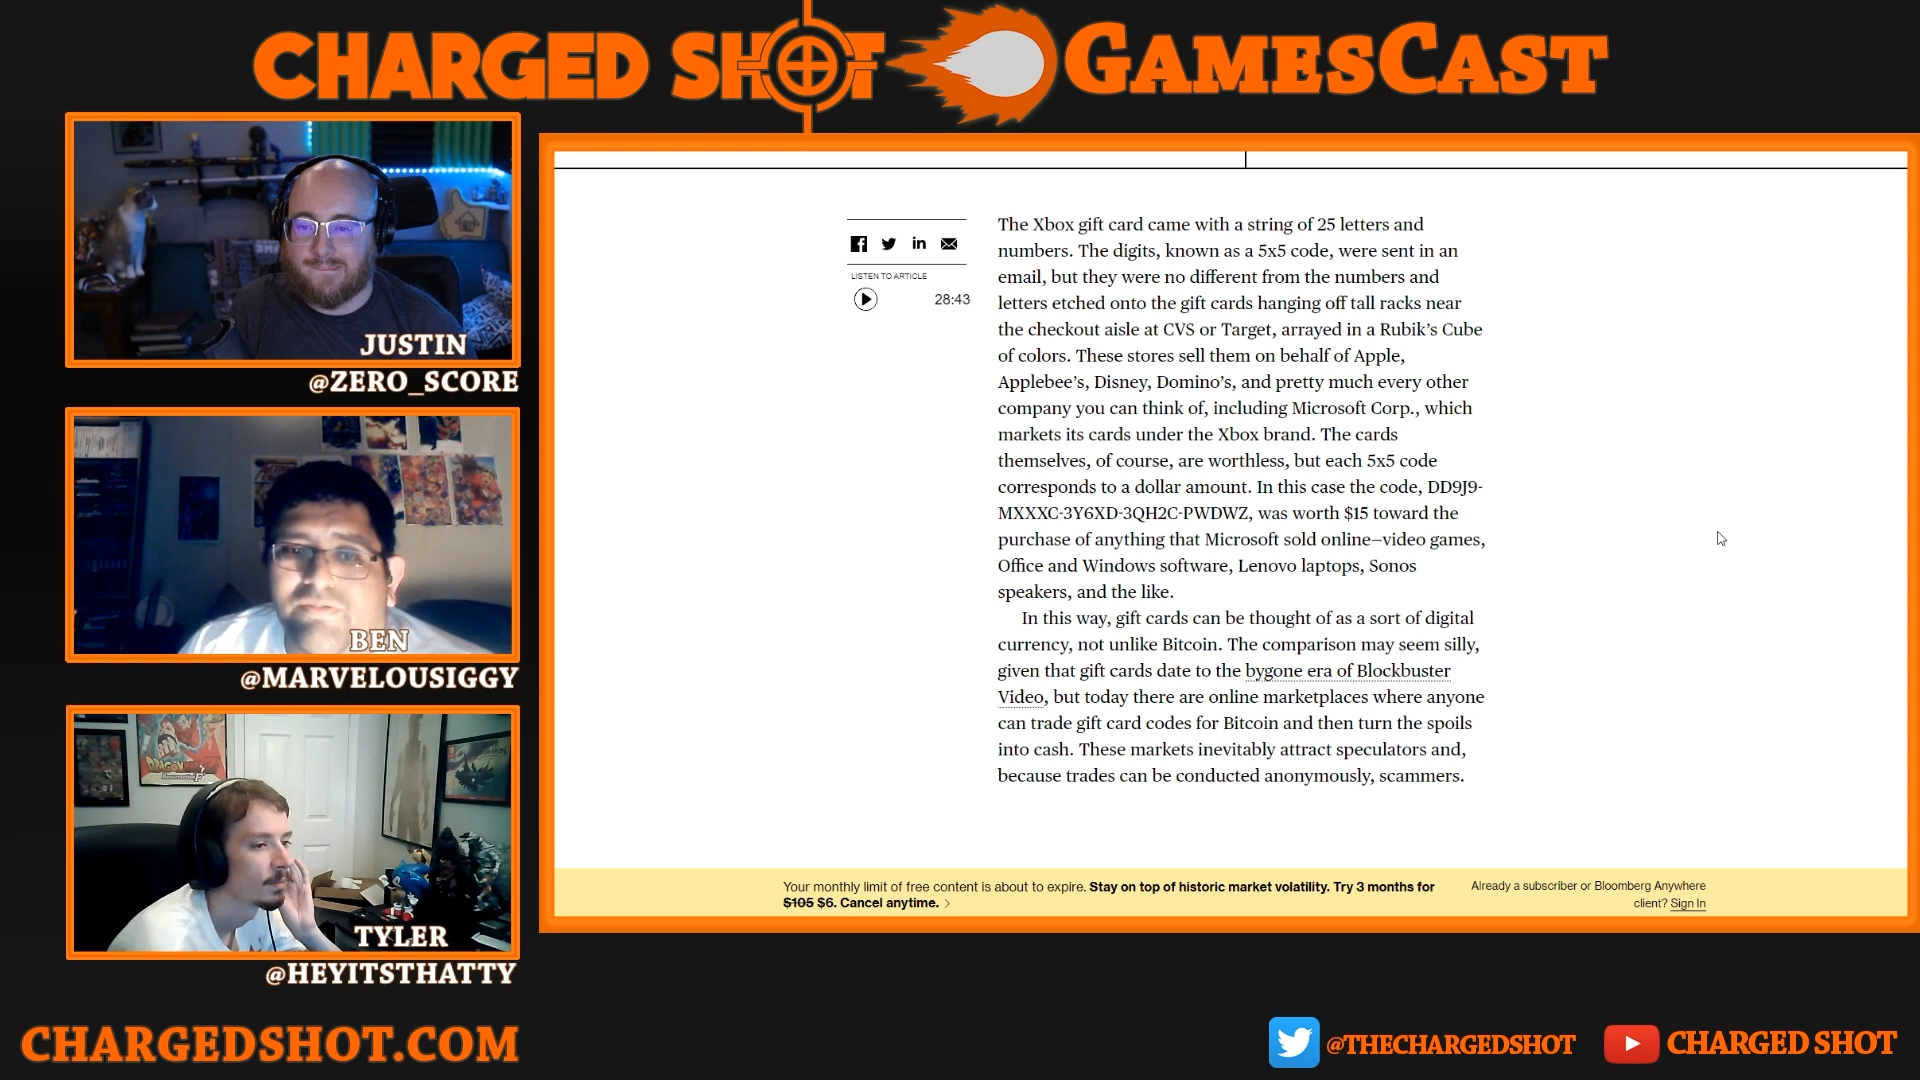 CHARGED SHOT GAMESCAST
JUSTIN
@ZERO_SCORE
BEN
@MARVELOUSIGGY
TYLER
@HEYITSTHATTY
LISTEN TO ARTICLE
28:43
The Xbox gift card came with a string of 25 letters and
numbers. The digits, known as a 5x5 code, were sent in an
email, but they were no different from the numbers and
letters etched onto the gift cards hanging off tall racks near
the checkout aisle at CVS or Target, arrayed in a Rubik’s Cube
of colors. These stores sell them on behalf of Apple,
Applebee’s, Disney, Domino’s, and pretty much every other
company you can think of, including Microsoft Corp., which
markets its cards under the Xbox brand. The cards
themselves, of course, are worthless, but each 5x5 code
corresponds to a dollar amount. In this case the code, DD9J9-
MXXXC-3Y6XD-3QH2C-PWDWZ, was worth $15 toward the
purchase of anything that Microsoft sold online—video games,
Office and Windows software, Lenovo laptops, Sonos
speakers, and the like.
In this way, gift cards can be thought of as a sort of digital
currency, not unlike Bitcoin. The comparison may seem silly,
given that gift cards date to the bygone era of Blockbuster
Video, but today there are online marketplaces where anyone
can trade gift card codes for Bitcoin and then turn the spoils
into cash. These markets inevitably attract speculators and,
because trades can be conducted anonymously, scammers.
Your monthly limit of free content is about to expire. Stay on top of historic market volatility. Try 3 months for
$105 $6. Cancel anytime. >
Already a subscriber or Bloomberg Anywhere
client? Sign In
CHARGEDSHOT.COM
@THECHARGEDSHOT
CHARGED SHOT